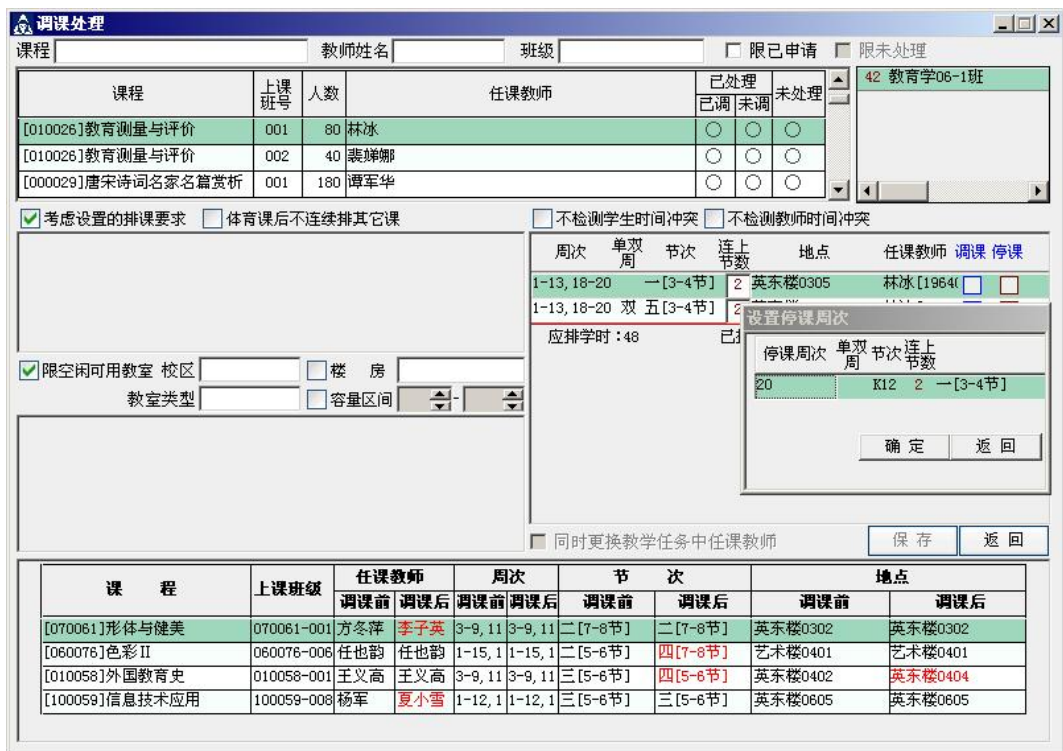 调课处理
课程 教师姓名 班级 限已申请 限未处理
课程 上课班号 人数 任课教师 已处理 未处理
已调 未调
[010026]教育测量与评价 001 80 林冰
[010026]教育测量与评价 002 40 裴娣娜
[000029]唐宋诗词名家名篇赏析 001 180 谭军华
42 教育学06-1班
考虑设置的排课要求 体育课后不连续排其它课
不检测学生时间冲突 不检测教师时间冲突
周次 单双周 节次 连上节数 地点 任课教师 调课 停课
1-13,18-20 一[3-4节] 2 英东楼0305 林冰[1964
1-13,18-20 双 五[3-4节] 2
应排学时:48
设置停课周次
停课周次 单双周 节次 连上节数
20 K12 2 一[3-4节]
确 定 返 回
限空闲可用教室 校区 楼 房
教室类型 容量区间 -
同时更换教学任务中任课教师 保 存 返 回
课 程 上课班级 任课教师 周次 节 次 地点
调课前 调课后 调课前 调课后 调课前 调课后 调课前 调课后
[070061]形体与健美 070061-001 方冬萍 李子英 3-9,11 3-9,11 二[7-8节] 二[7-8节] 英东楼0302 英东楼0302
[060076]色彩II 060076-006 任也韵 任也韵 1-15,1 1-15,1 二[5-6节] 四[7-8节] 艺术楼0401 艺术楼0401
[010058]外国教育史 010058-001 王义高 王义高 3-9,11 3-9,11 三[5-6节] 四[5-6节] 英东楼0402 英东楼0404
[100059]信息技术应用 100059-008 杨军 夏小雪 1-12,1 1-12,1 三[5-6节] 三[5-6节] 英东楼0605 英东楼0605